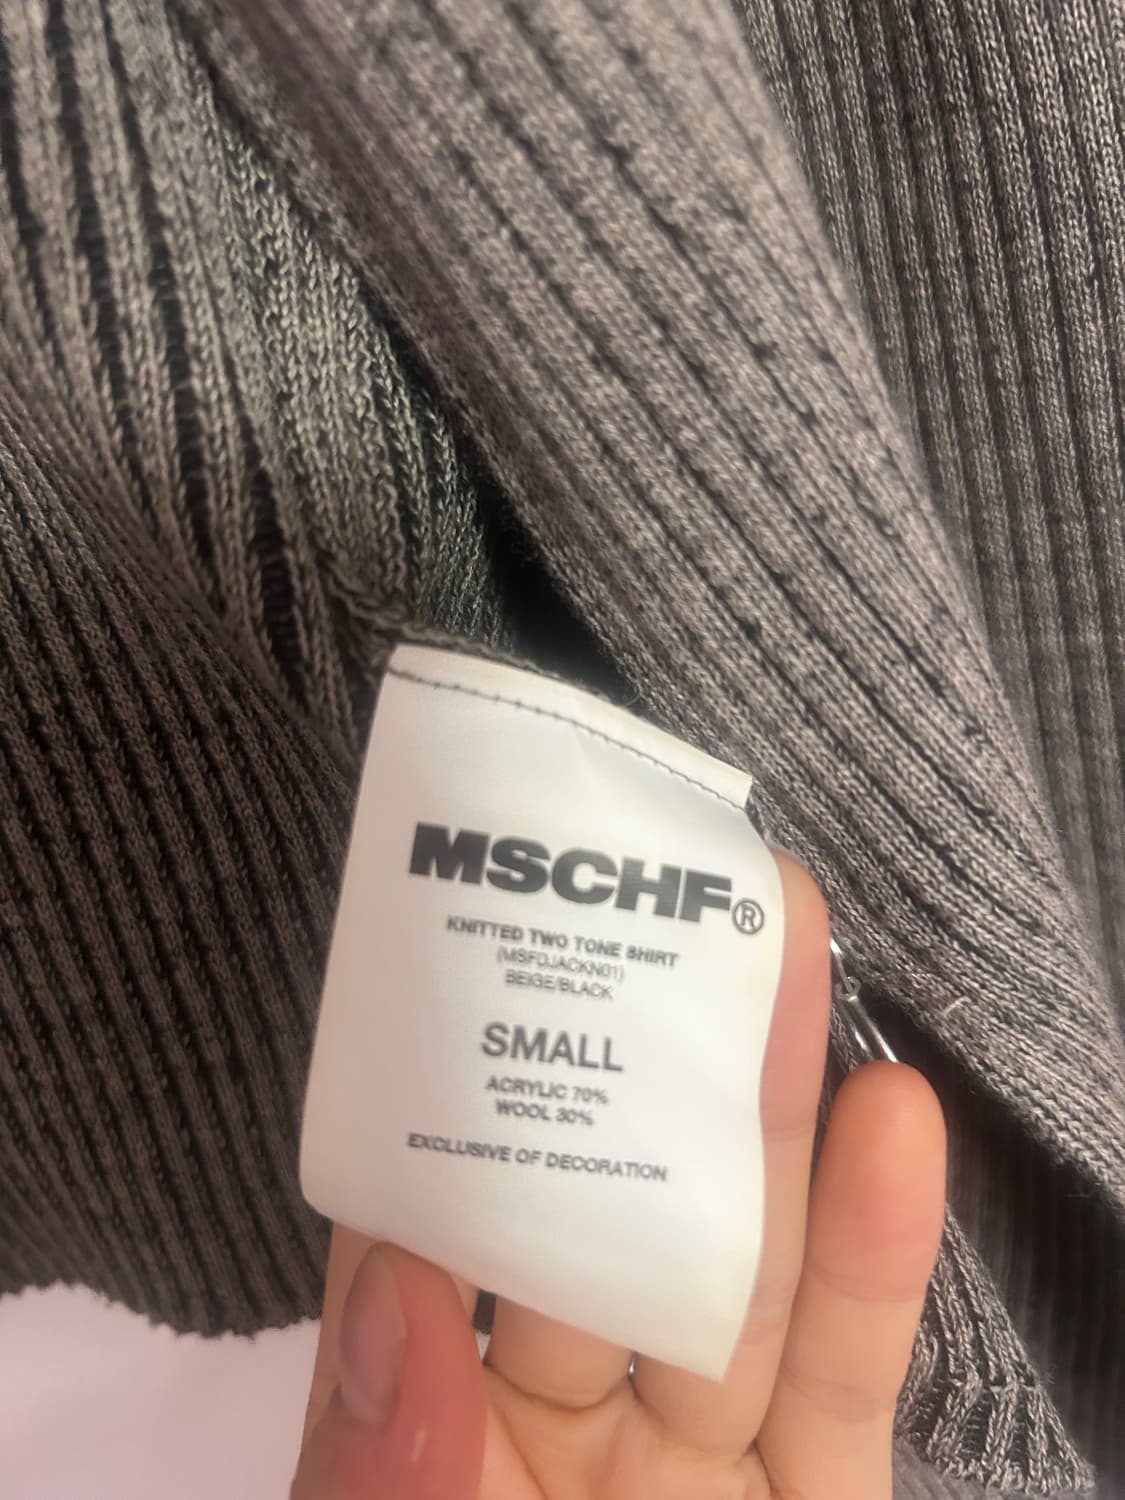 MSCHF®
KNITTED TWO TONE SHIRT
(MSFDJACKN01)
BEIGE/BLACK
SMALL
ACRYLIC 70%
WOOL 30%
EXCLUSIVE OF DECORATION